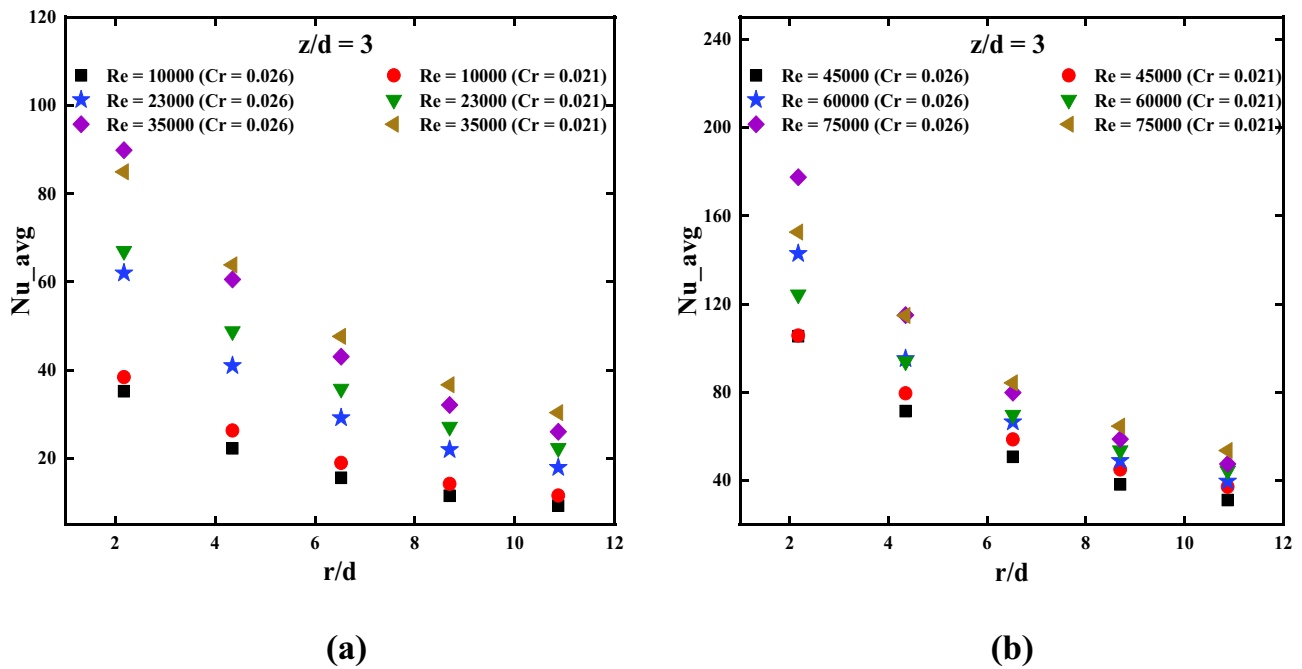 z/d = 3
Re = 10000 (Cr = 0.026)
Re = 10000 (Cr = 0.021)
Re = 23000 (Cr = 0.026)
Re = 23000 (Cr = 0.021)
Re = 35000 (Cr = 0.026)
Re = 35000 (Cr = 0.021)
120
100
80
60
40
20
Nu_avg
2 4 6 8 10 12
r/d
(a)
z/d = 3
Re = 45000 (Cr = 0.026)
Re = 45000 (Cr = 0.021)
Re = 60000 (Cr = 0.026)
Re = 60000 (Cr = 0.021)
Re = 75000 (Cr = 0.026)
Re = 75000 (Cr = 0.021)
240
200
160
120
80
40
Nu_avg
2 4 6 8 10 12
r/d
(b)